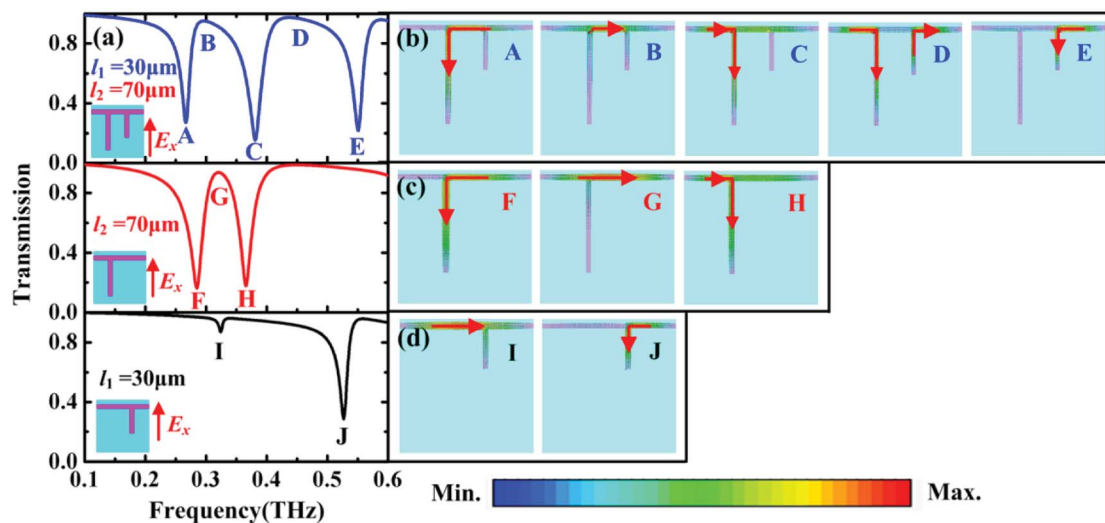 (a) B D
l₁ =30μm
l₂ =70μm
Eₓ
A C E
0.8
0.4
0.0
G
l₂ =70μm
Eₓ
F H
0.8
0.4
0.0
I
l₁ =30μm
Eₓ
J
0.8
0.4
0.0
0.1 0.2 0.3 0.4 0.5 0.6
Frequency(THz)
Transmission
(b) A B C D E
(c) F G H
(d) I J
Min. Max.